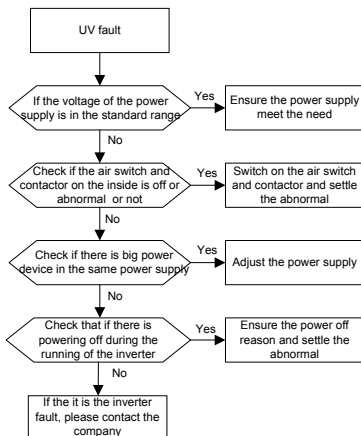 UV fault
If the voltage of the power
supply is in the standard range
Yes
Ensure the power supply
meet the need
No
Check if the air switch and
contactor on the inside is off or
abnormal or not
Yes
Switch on the air switch
and contactor and settle
the abnormal
No
Check if there is big power
device in the same power supply
Yes
Adjust the power supply
No
Check that if there is
powering off during the
running of the inverter
Yes
Ensure the power off
reason and settle the
abnormal
No
If the it is the inverter
fault, please contact the
company